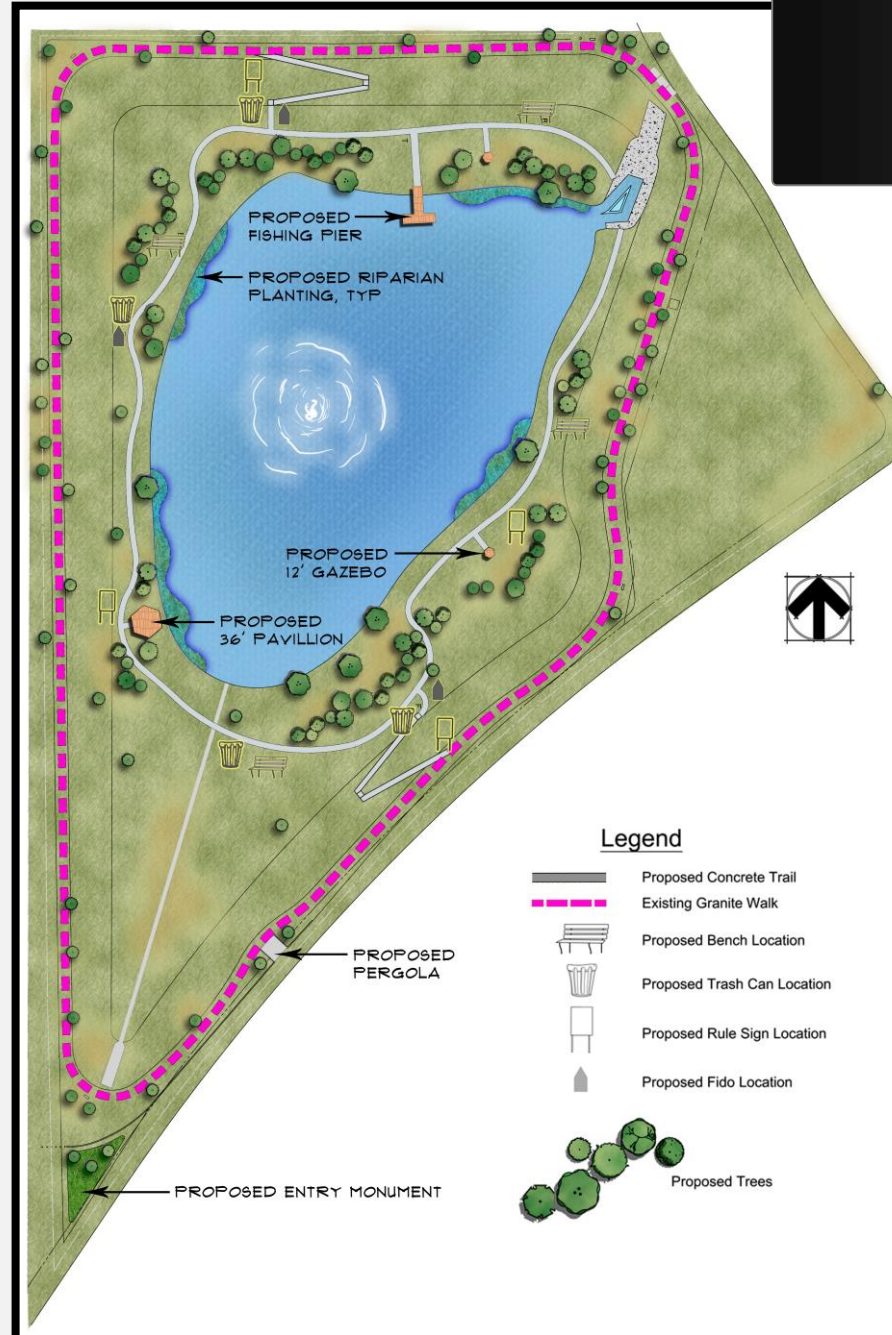 PROPOSED
FISHING PIER
PROPOSED RIPARIAN
PLANTING, TYP
PROPOSED
12' GAZEBO
PROPOSED
36' PAVILLION
Legend
Proposed Concrete Trail
Existing Granite Walk
Proposed Bench Location
Proposed Trash Can Location
Proposed Rule Sign Location
Proposed Fido Location
Proposed Trees
PROPOSED
PERGOLA
PROPOSED ENTRY MONUMENT